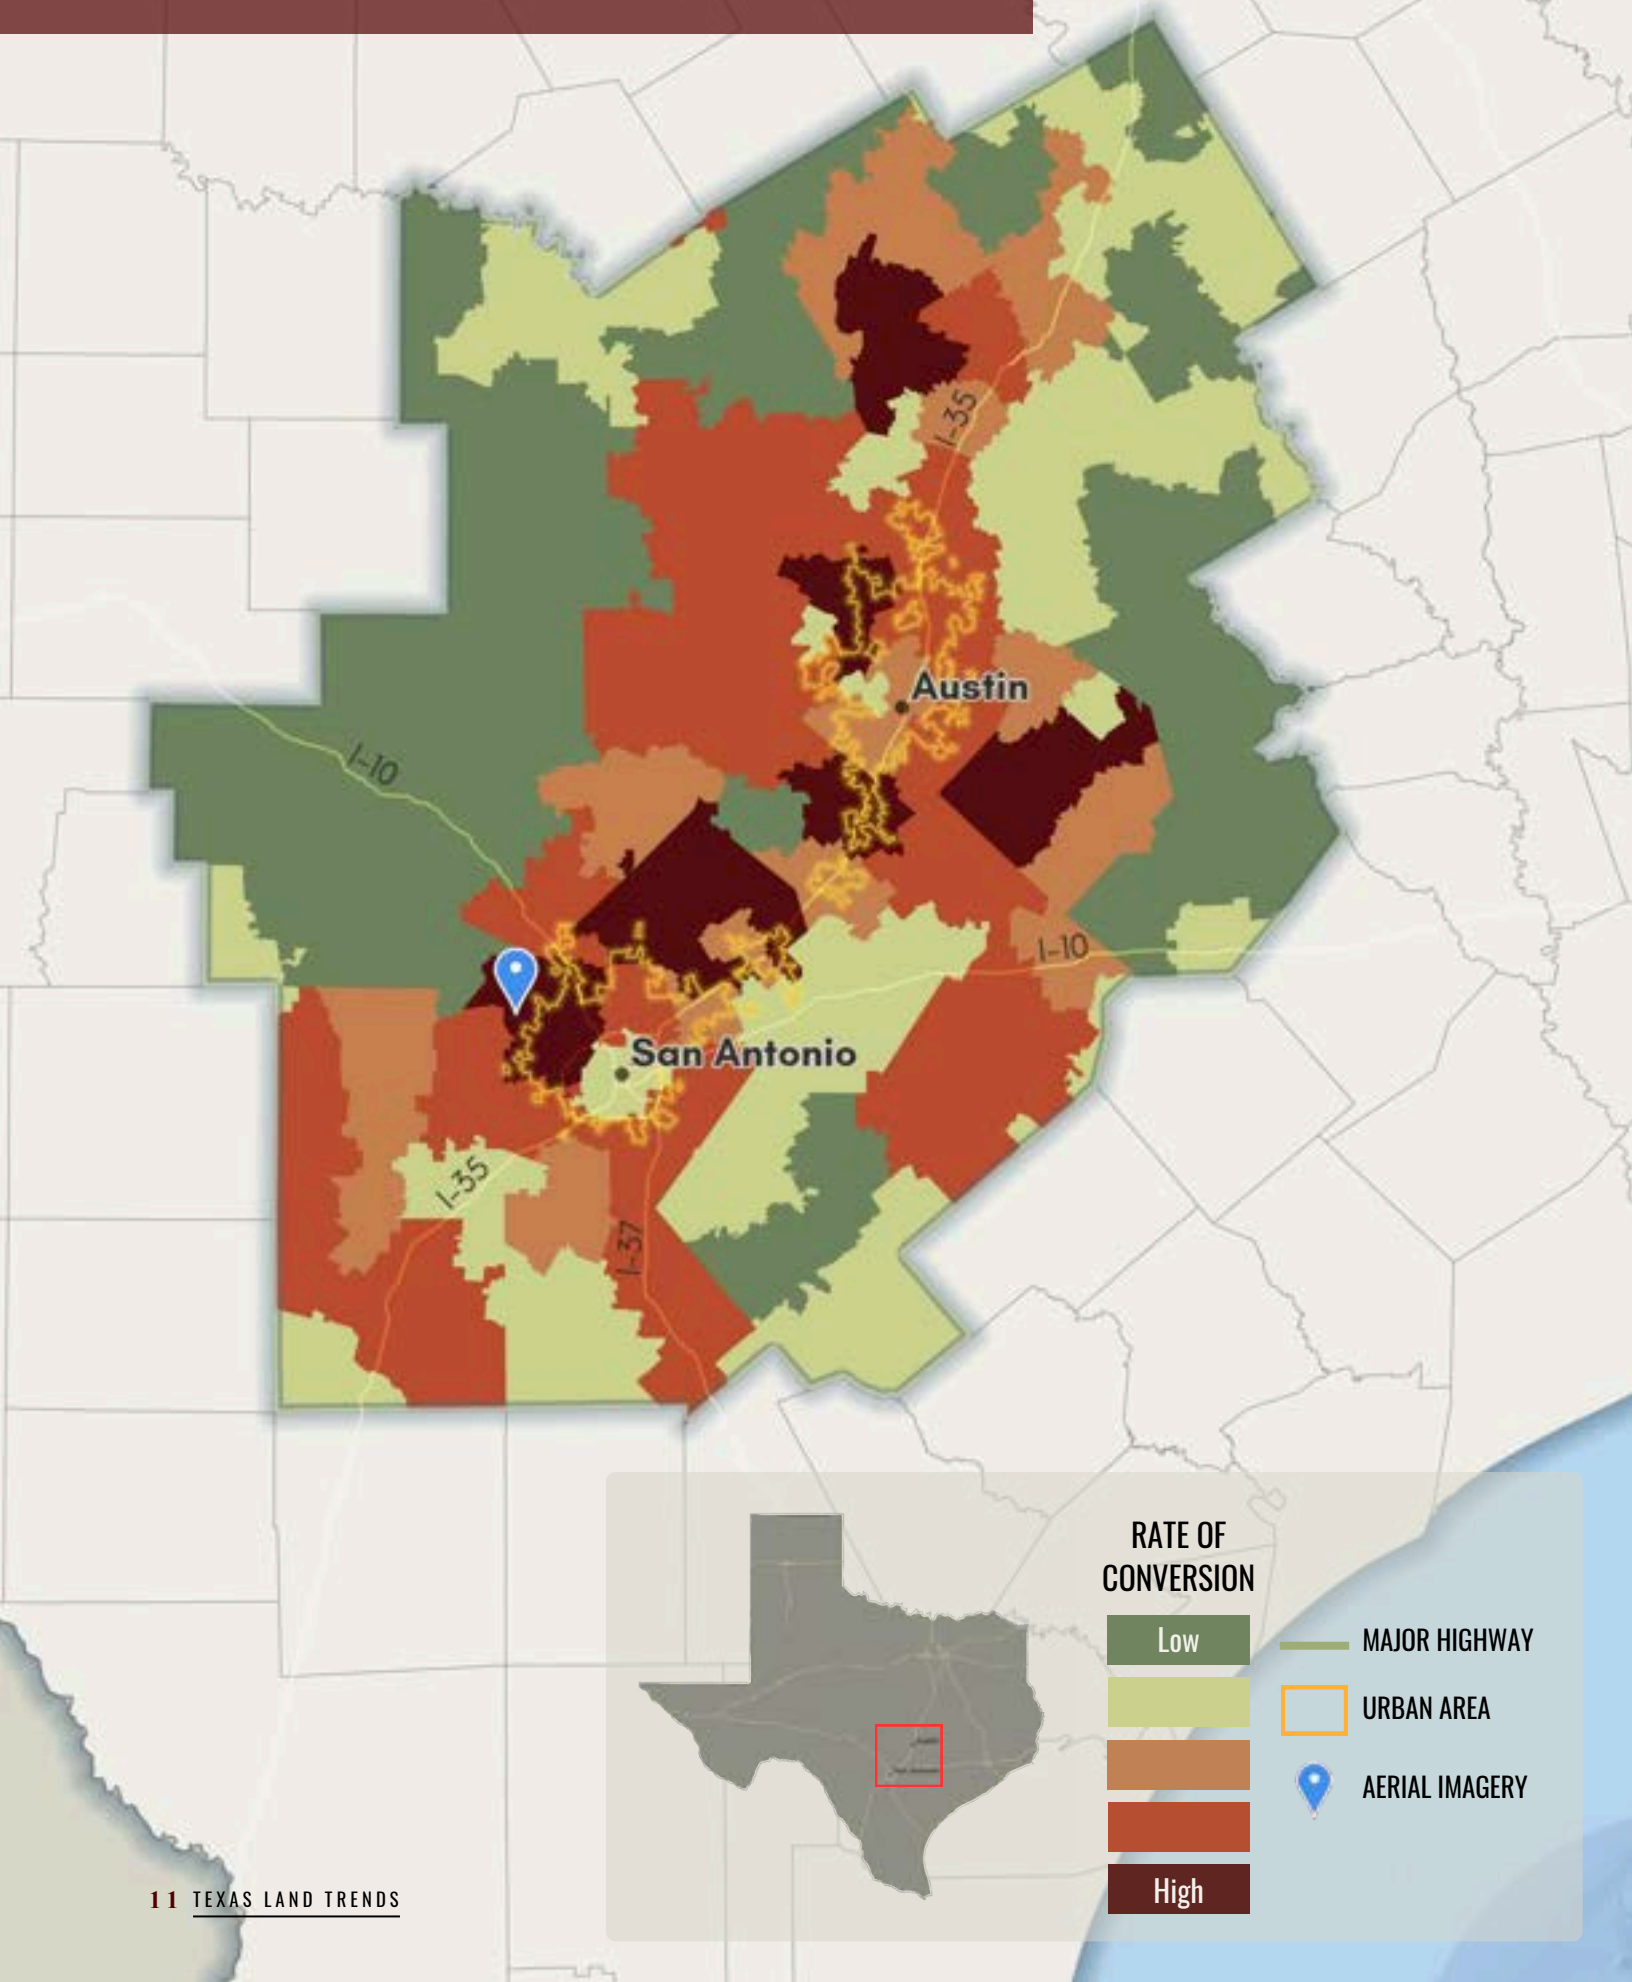 I-35
Austin
I-10
I-10
San Antonio
I-35
I-37
RATE OF
CONVERSION
Low
High
MAJOR HIGHWAY
URBAN AREA
AERIAL IMAGERY
11 TEXAS LAND TRENDS